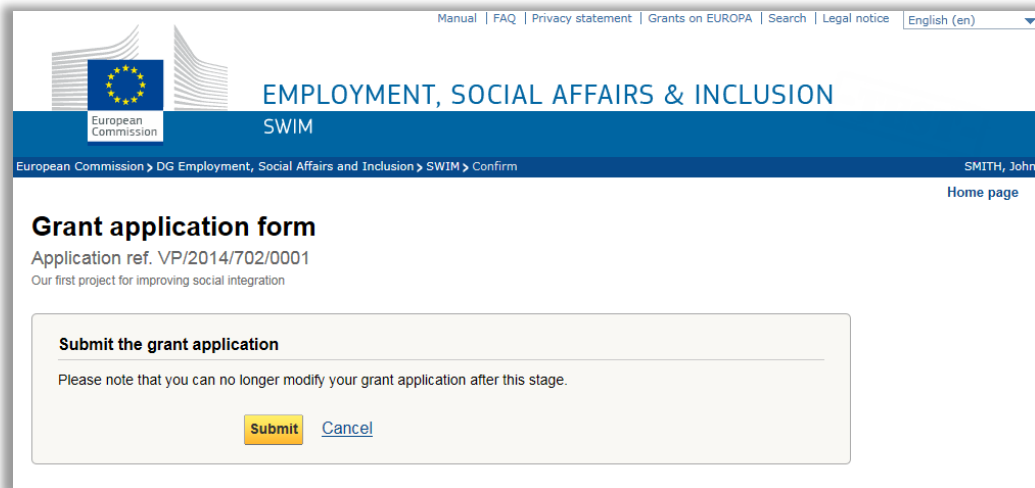 Manual | FAQ | Privacy statement | Grants on EUROPA | Search | Legal notice English (en)
European
Commission
EMPLOYMENT, SOCIAL AFFAIRS & INCLUSION
SWIM
European Commission > DG Employment, Social Affairs and Inclusion > SWIM > Confirm SMITH, John
Home page
Grant application form
Application ref. VP/2014/702/0001
Our first project for improving social integration
Submit the grant application
Please note that you can no longer modify your grant application after this stage.
Submit Cancel